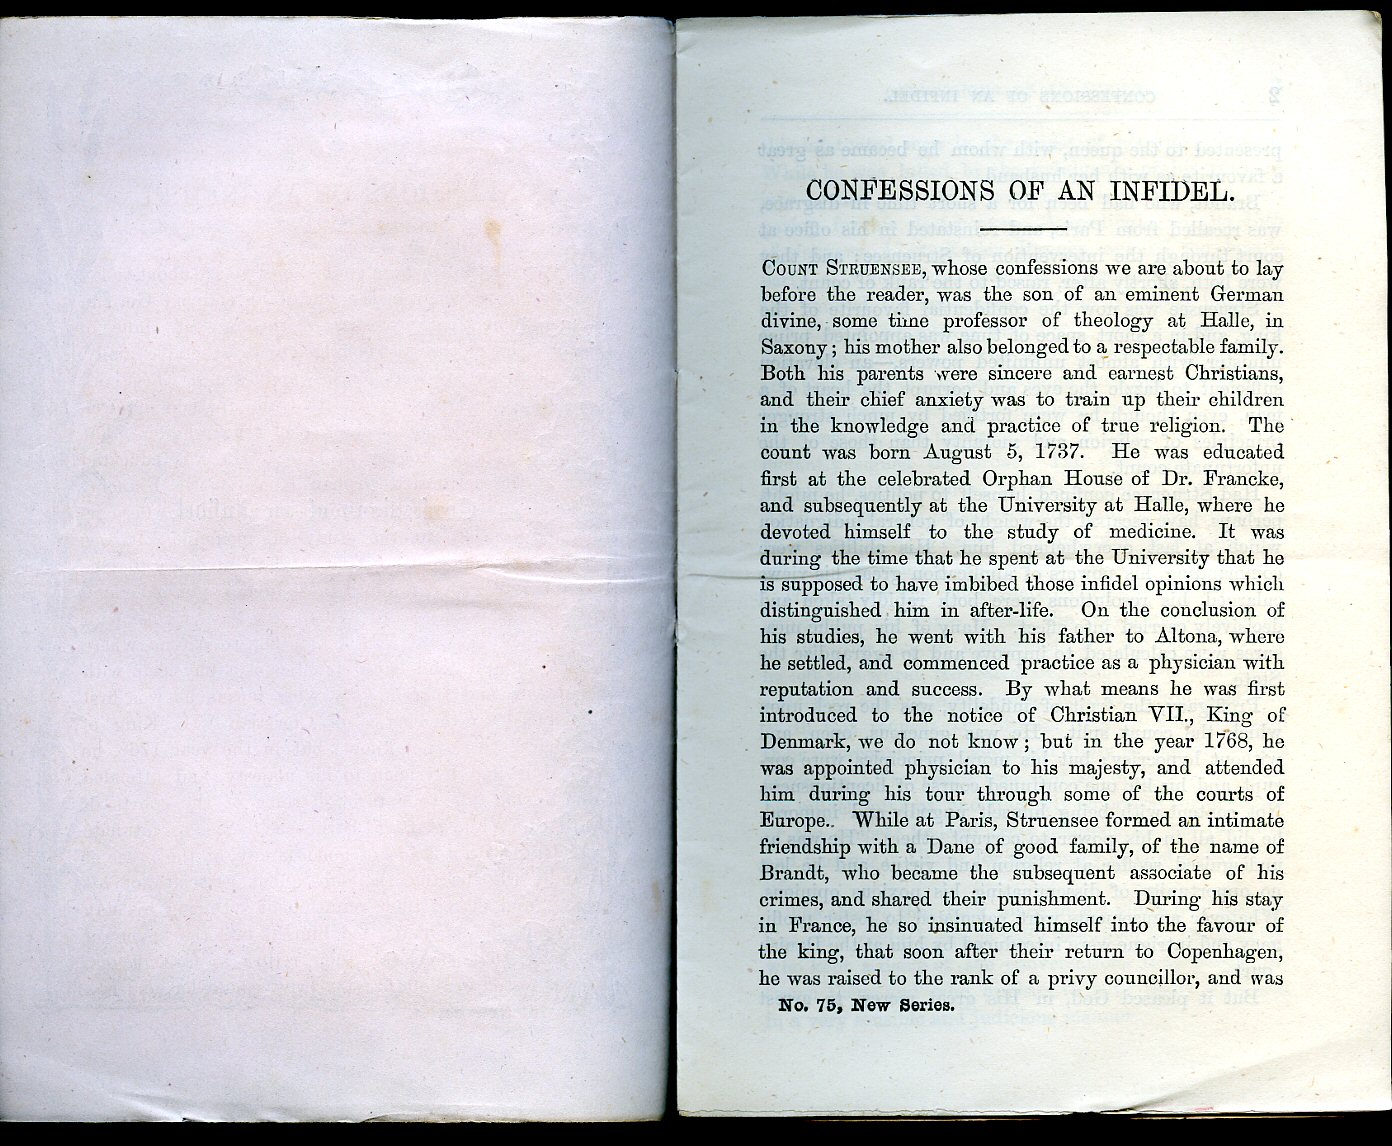 CONFESSIONS OF AN INFIDEL.
COUNT STRUENSEE, whose confessions we are about to lay
before the reader, was the son of an eminent German
divine, some time professor of theology at Halle, in
Saxony; his mother also belonged to a respectable family.
Both his parents were sincere and earnest Christians,
and their chief anxiety was to train up their children
in the knowledge and practice of true religion. The
count was born August 5, 1737. He was educated
first at the celebrated Orphan House of Dr. Francke,
and subsequently at the University at Halle, where he
devoted himself to the study of medicine. It was
during the time that he spent at the University that he
is supposed to have imbibed those infidel opinions which
distinguished him in after-life. On the conclusion of
his studies, he went with his father to Altona, where
he settled, and commenced practice as a physician with
reputation and success. By what means he was first
introduced to the notice of Christian VII., King of
Denmark, we do not know; but in the year 1768, he
was appointed physician to his majesty, and attended
him during his tour through some of the courts of
Europe.. While at Paris, Struensee formed an intimate
friendship with a Dane of good family, of the name of
Brandt, who became the subsequent associate of his
crimes, and shared their punishment. During his stay
in France, he so insinuated himself into the favour of
the king, that soon after their return to Copenhagen,
he was raised to the rank of a privy councillor, and was
No. 75, New Series.